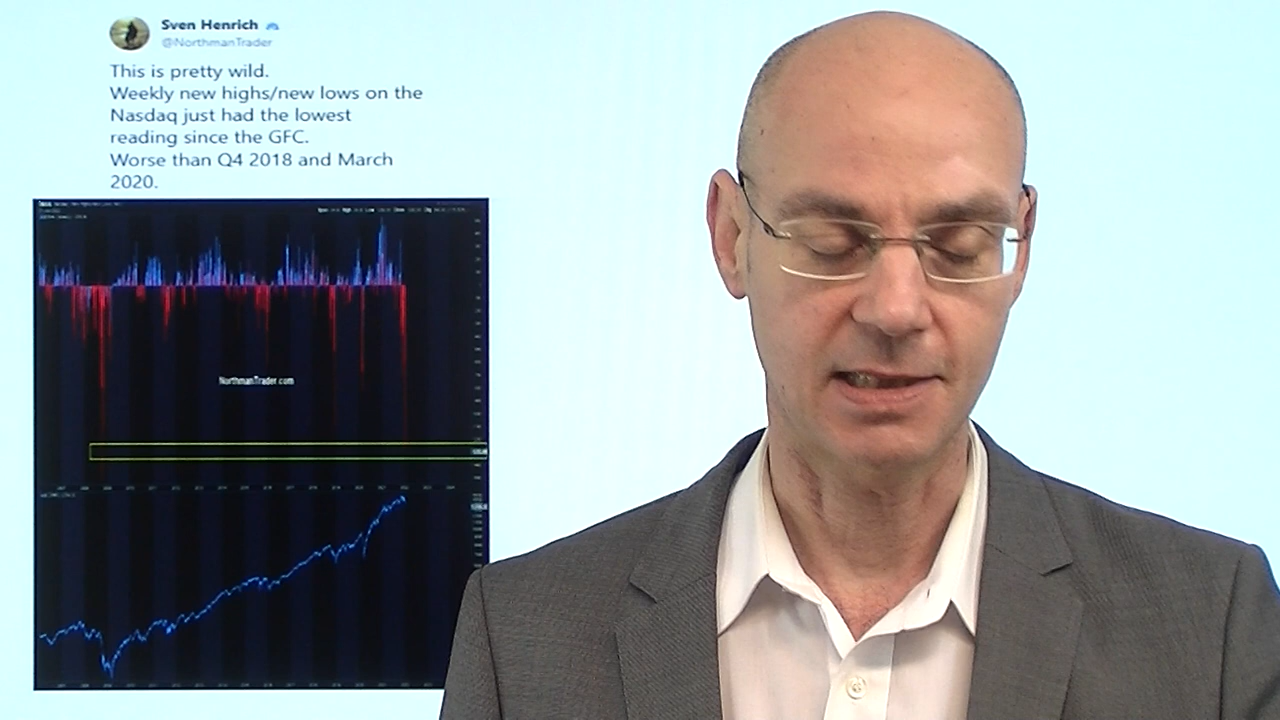 Sven Henrich
@NorthmanTrader
This is pretty wild.
Weekly new highs/new lows on the
Nasdaq just had the lowest
reading since the GFC.
Worse than Q4 2018 and March
2020.
NorthmanTrader.com